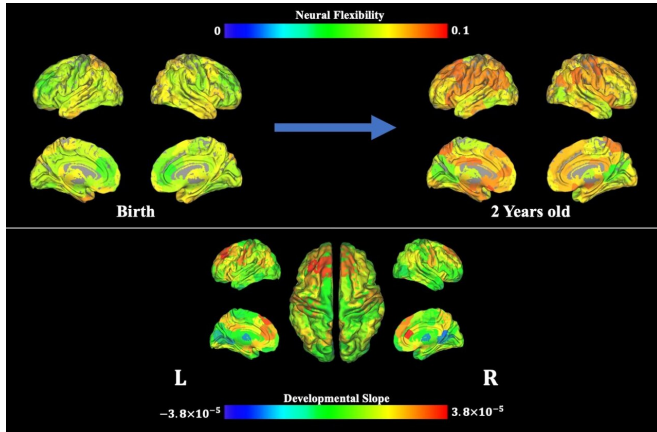 Neural Flexibility
0 0.1
Birth 2 Years old
L R
Developmental Slope
−3.8×10⁻⁵ 3.8×10⁻⁵